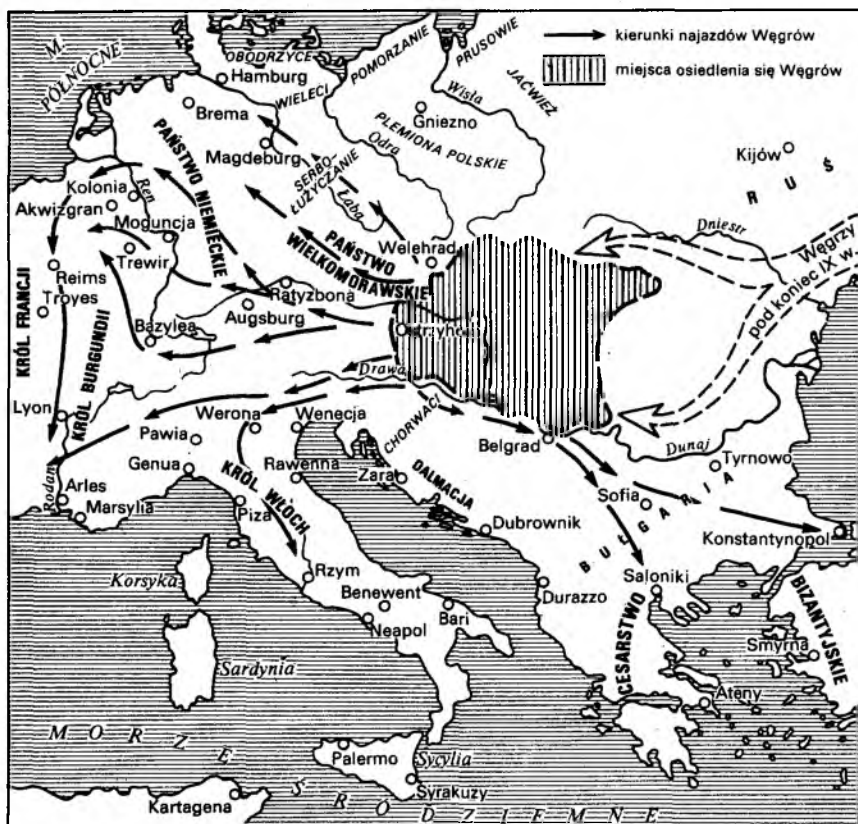 kierunki najazdów Węgrów
miejsca osiedlenia się Węgrów
M.
PÓŁNOCNE
OBODRZYCE
Hamburg
POMORZANIE
PRUSOWIE
JAĆWIEŻ
WIELECI
Wisła
Brema
Gniezno
PLEMIONA POLSKIE
Odra
Magdeburg
SERBO-
ŁUŻYCZANIE
Łaba
Kijów
RUŚ
Dniestr
Węgrzy
pod koniec IX w.
PAŃSTWO NIEMIECKIE
Kolonia
Ren
Akwizgran
Moguncja
Trewir
Reims
Troyes
PAŃSTWO
WIELKOMORAWSKIE
Welehrad
Ratyzbona
Augsburg
Bazylea
KRÓL FRANCJI
KRÓL BURGUNDII
Lyon
Drawa
CHORWACI
Werona
Wenecja
Pawia
Genua
Rawenna
Rodan
Arles
Marsylia
Piza
KRÓL WŁOCH
Zara
DALMACJA
Belgrad
Dunaj
Tyrnowo
Sofia
BUŁGARIA
Konstantynopol
Dubrownik
Korsyka
Rzym
Benewent
Bari
Neapol
Durazzo
Saloniki
CESARSTWO
BIZANTYJSKIE
Smyrna
Ateny
Sardynia
MORZE
ŚRÓDZIEMNE
Palermo
Sycylia
Syrakuzy
Kartagena